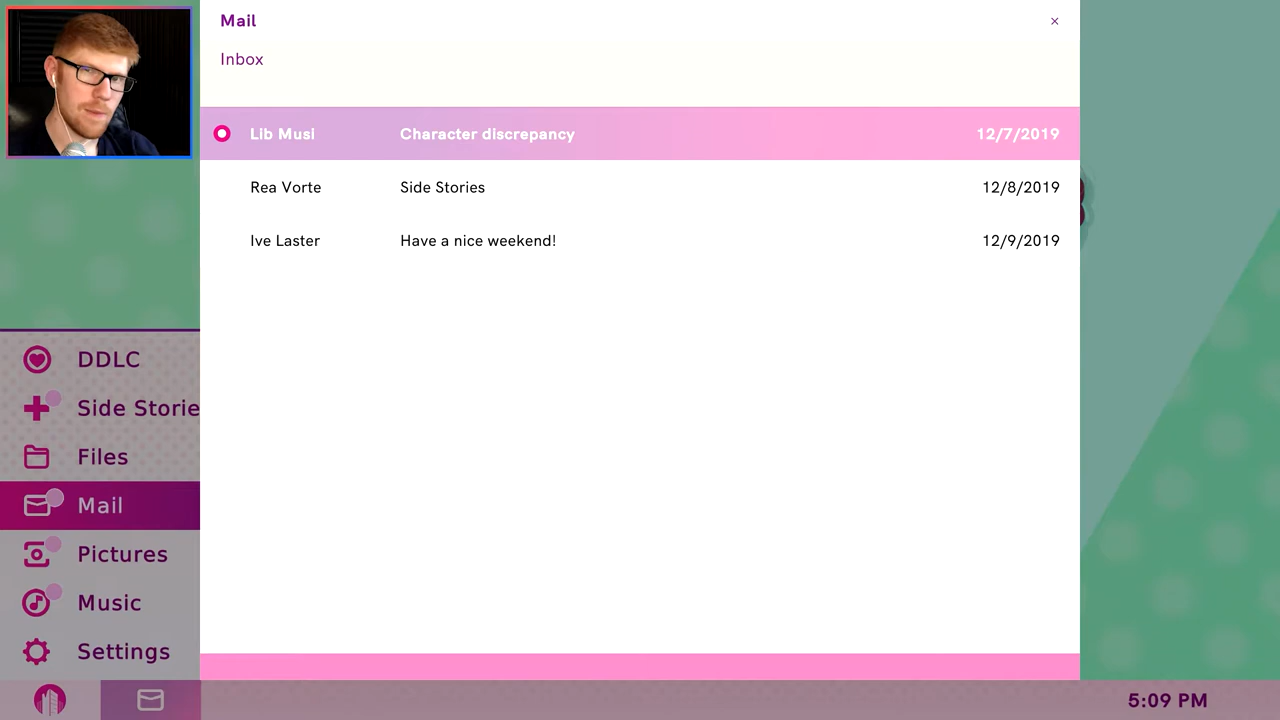 Mail ×
Inbox
Lib Musi Character discrepancy 12/7/2019
Rea Vorte Side Stories 12/8/2019
Ive Laster Have a nice weekend! 12/9/2019
DDLC
Side Storie
Files
Mail
Pictures
Music
Settings
5:09 PM